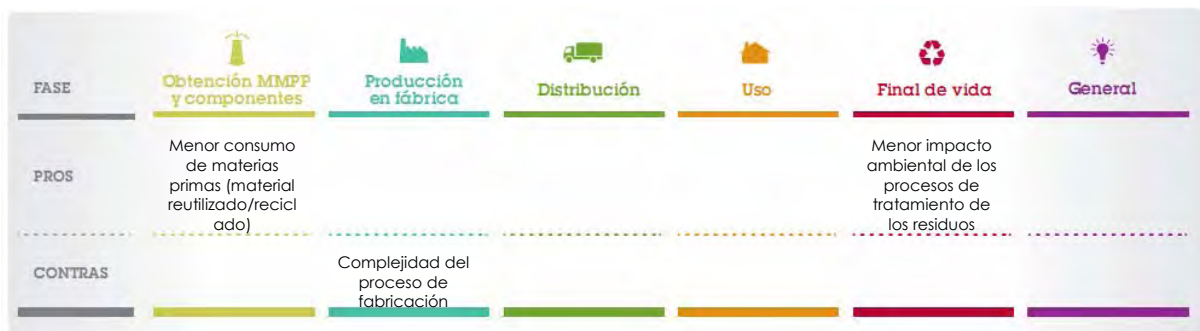 FASE
Obtención MMPP
y componentes
Producción
en fábrica
Distribución
Uso
Final de vida
General
PROS
Menor consumo
de materias
primas (material
reutilizado/recicl
ado)
Menor impacto
ambiental de los
procesos de
tratamiento de
los residuos
CONTRAS
Complejidad del
proceso de
fabricación